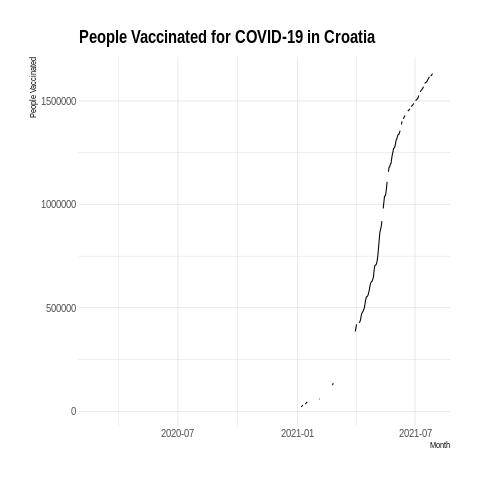 People Vaccinated for COVID-19 in Croatia
People Vaccinated
1500000
1000000
500000
0
2020-07
2021-01
2021-07
Month